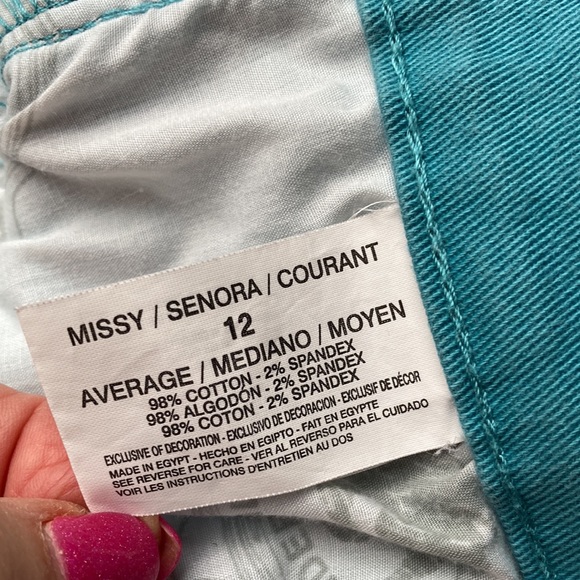 MISSY / SENORA / COURANT
12
AVERAGE / MEDIANO / MOYEN
98% COTTON - 2% SPANDEX
98% ALGODÓN - 2% SPANDEX
98% COTON - 2% SPANDEX
EXCLUSIVE OF DECORATION - EXCLUSIVO DE DECORACION - EXCLUSIF DE DÉCOR
MADE IN EGYPT - HECHO EN EGIPTO - FAIT EN EGYPTE
SEE REVERSE FOR CARE - VER AL REVERSO PARA EL CUIDADO
VOIR LES INSTRUCTIONS D'ENTRETIEN AU DOS